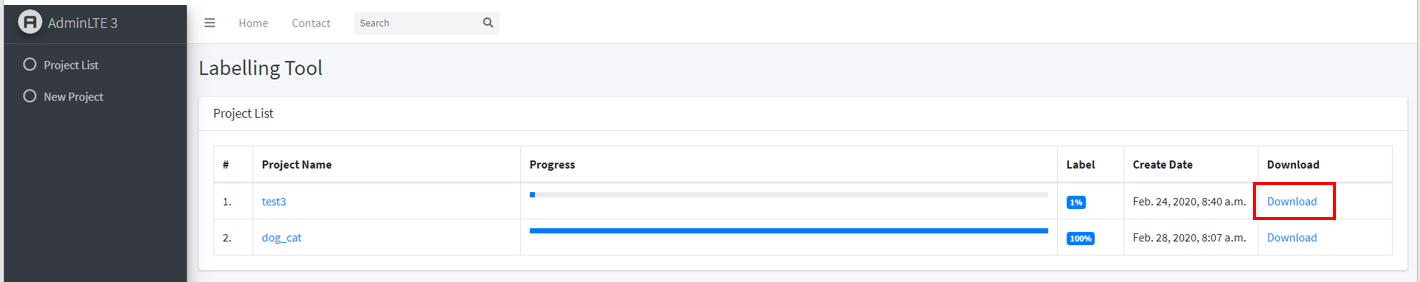 AdminLTE 3
Project List
New Project
Home Contact Search
Labelling Tool
Project List
# Project Name Progress Label Create Date Download
1. test3 1% Feb. 24, 2020, 8:40 a.m. Download
2. dog_cat 100% Feb. 28, 2020, 8:07 a.m. Download